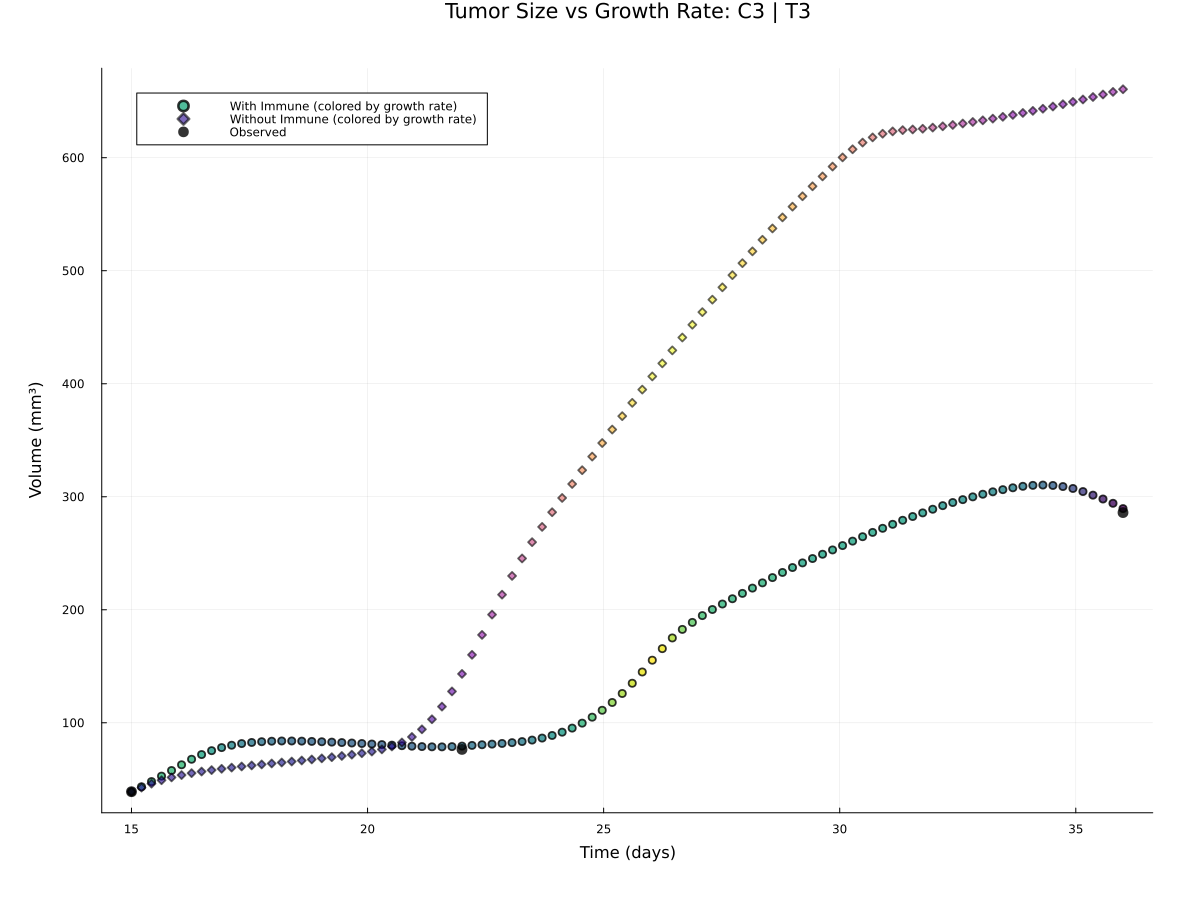 Tumor Size vs Growth Rate: C3 | T3
With Immune (colored by growth rate)
Without Immune (colored by growth rate)
Observed
Volume (mm³)
600
500
400
300
200
100
15 20 25 30 35
Time (days)